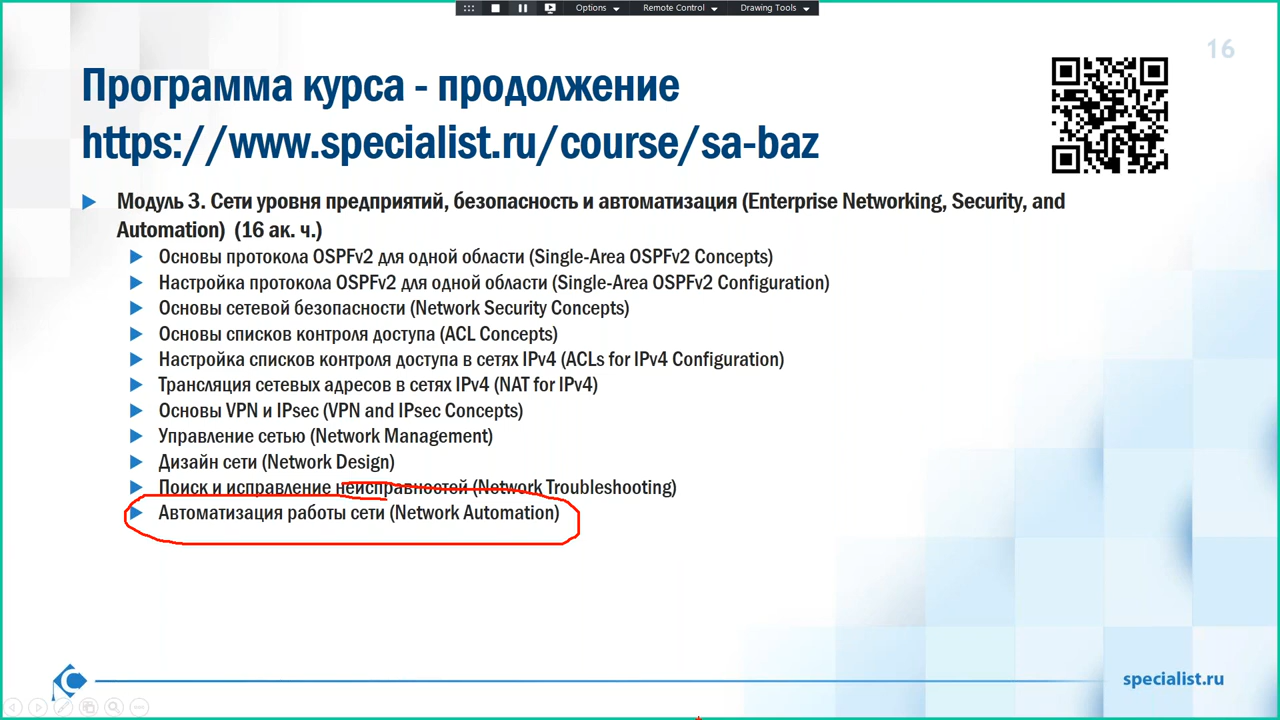 Options
Remote Control
Drawing Tools
16
Программа курса - продолжение
https://www.specialist.ru/course/sa-baz
Модуль 3. Сети уровня предприятий, безопасность и автоматизация (Enterprise Networking, Security, and
Automation) (16 ак. ч.)
Основы протокола OSPFv2 для одной области (Single-Area OSPFv2 Concepts)
Настройка протокола OSPFv2 для одной области (Single-Area OSPFv2 Configuration)
Основы сетевой безопасности (Network Security Concepts)
Основы списков контроля доступа (ACL Concepts)
Настройка списков контроля доступа в сетях IPv4 (ACLs for IPv4 Configuration)
Трансляция сетевых адресов в сетях IPv4 (NAT for IPv4)
Основы VPN и IPsec (VPN and IPsec Concepts)
Управление сетью (Network Management)
Дизайн сети (Network Design)
Поиск и исправление неисправностей (Network Troubleshooting)
Автоматизация работы сети (Network Automation)
specialist.ru